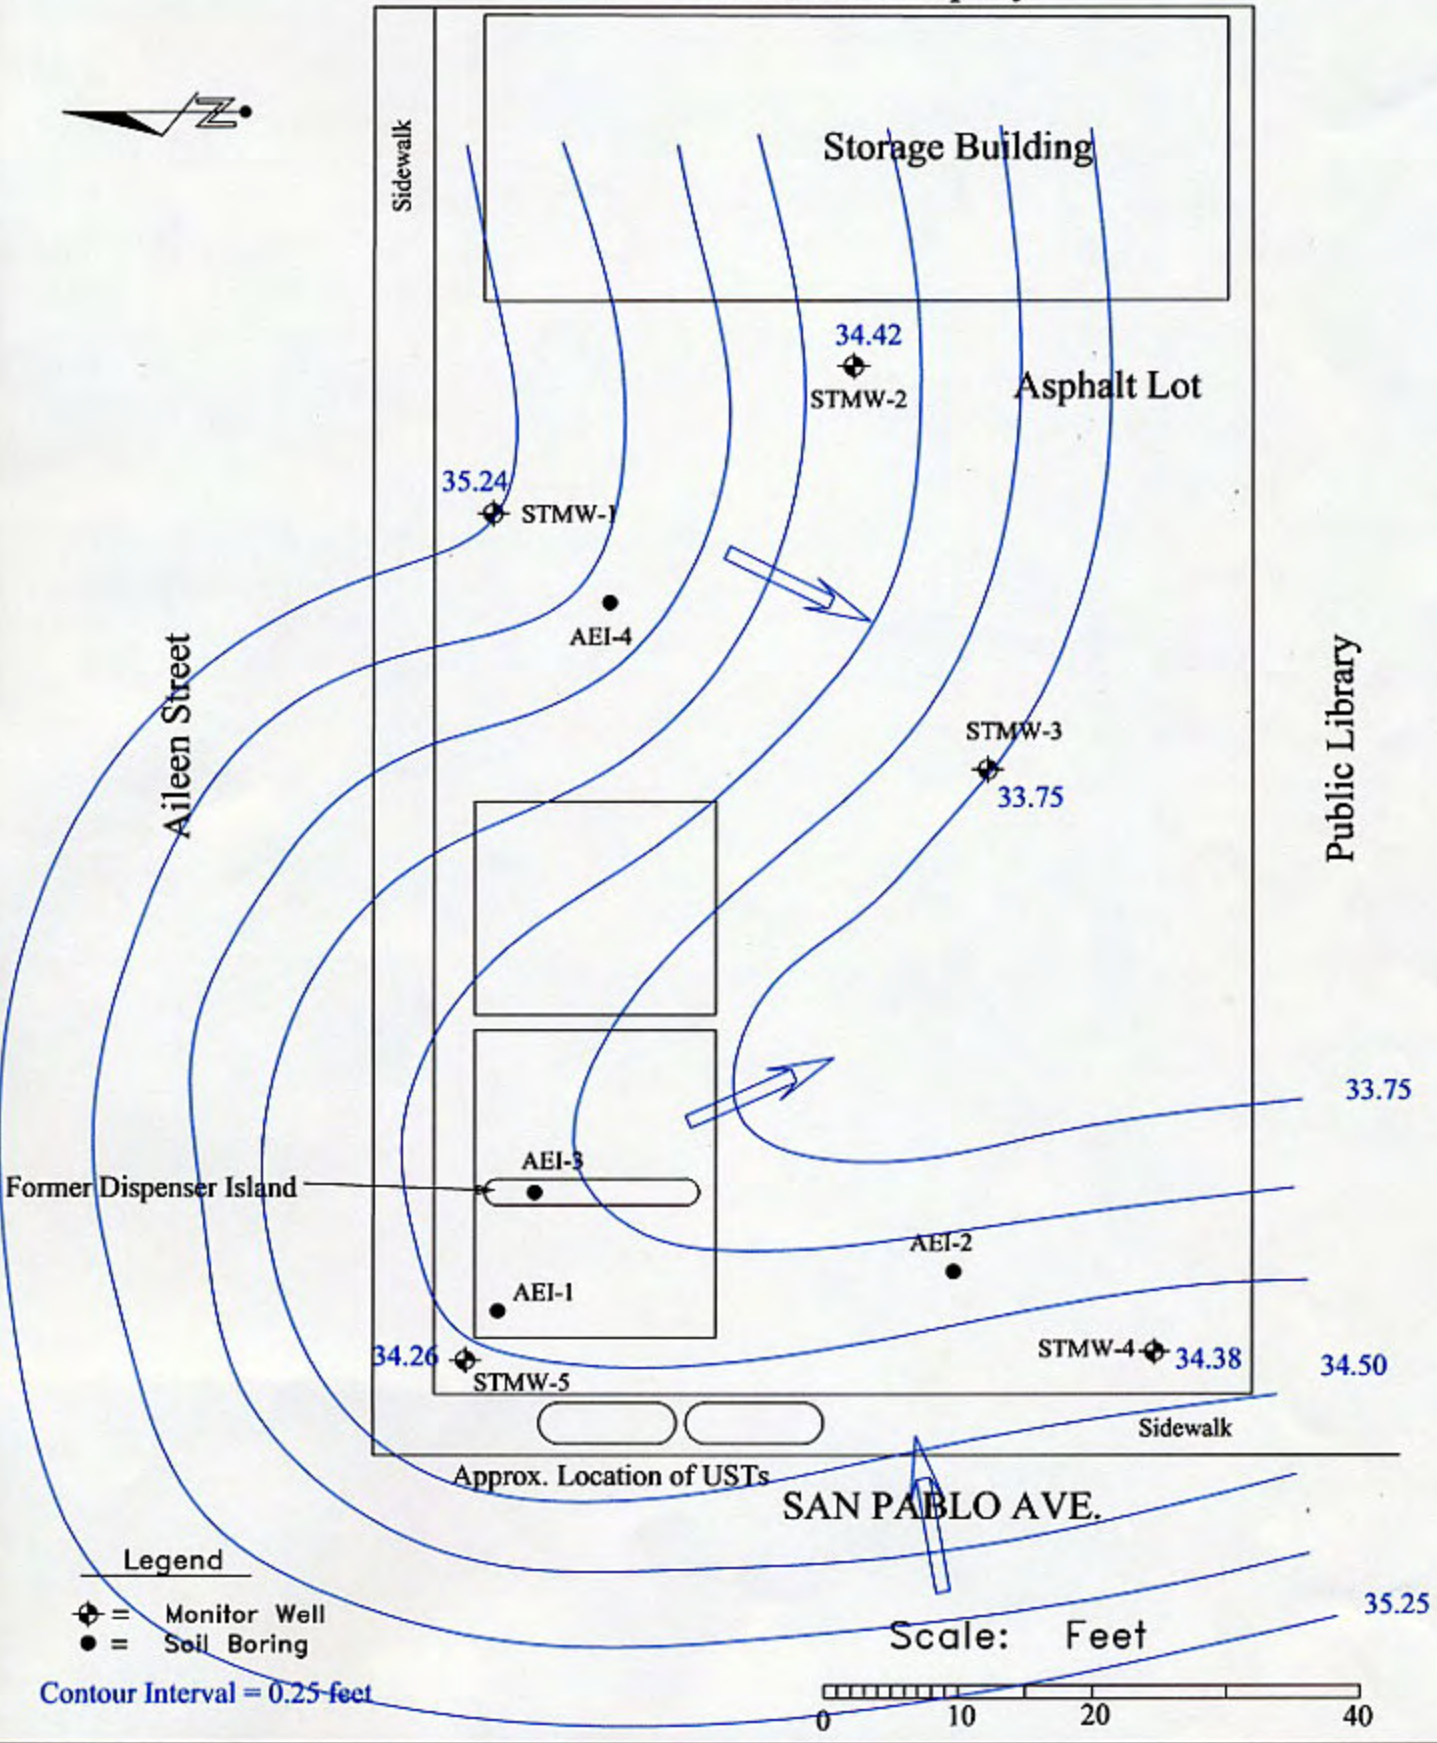 Z
Sidewalk
Storage Building
34.42
STMW-2
Asphalt Lot
35.24
STMW-1
AEI-4
Aileen Street
Public Library
STMW-3
33.75
33.75
AEI-3
Former Dispenser Island
AEI-2
AEI-1
34.26
STMW-5
STMW-4
34.38
34.50
Sidewalk
Approx. Location of USTs
SAN PABLO AVE.
35.25
Legend
= Monitor Well
= Soil Boring
Contour Interval = 0.25 feet
Scale: Feet
0 10 20 40